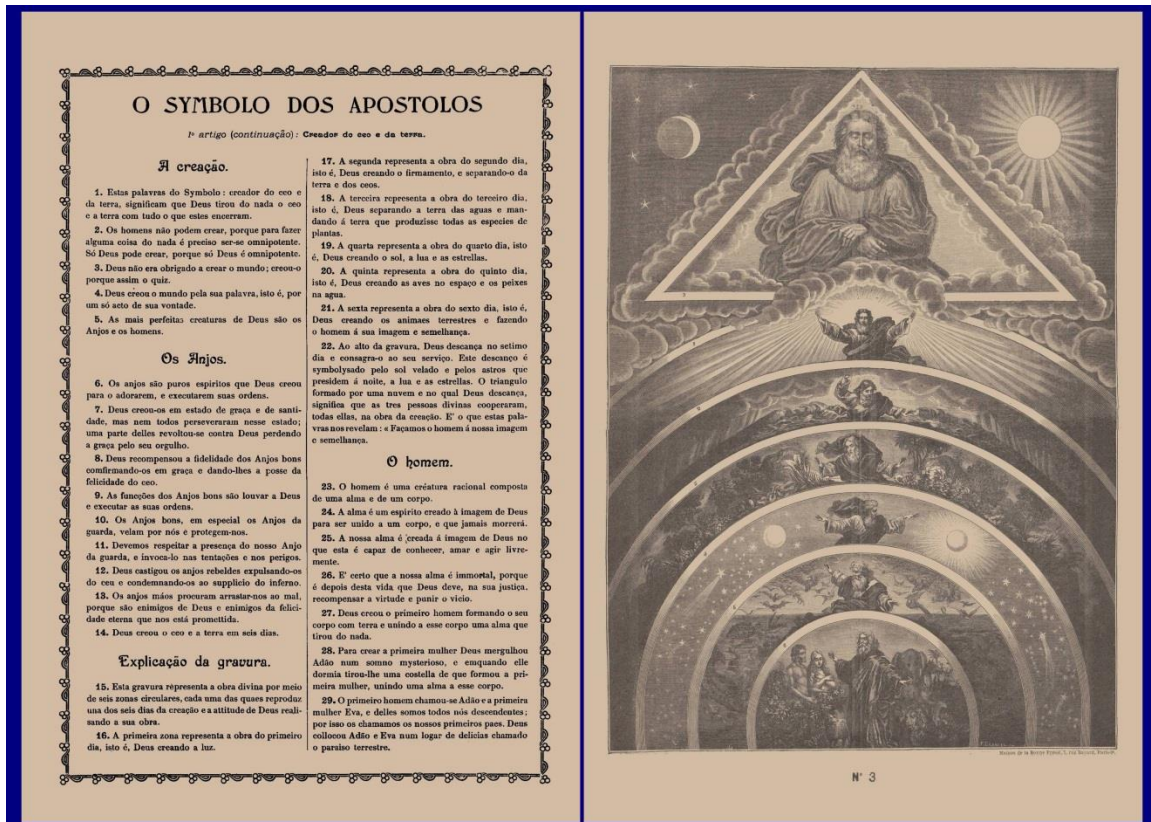 O SYMBOLO DOS APOSTOLOS
1º artigo (continuação) : Creador do ceo e da terra.
A creação.
1. Estas palavras do Symbolo : creador do ceo e
da terra, significam que Deus tirou do nada o ceo
e a terra com tudo o que estes encerram.
2. Os homens não podem crear, porque para fazer
alguma coisa do nada é preciso ser-se omnipotente.
Só Deus pode crear, porque só Deus é omnipotente.
3. Deus não era obrigado a crear o mundo; creou-o
porque assim o quiz.
4. Deus creou o mundo pela sua palavra, isto é, por
um só acto de sua vontade.
5. As mais perfeitas creaturas de Deus são os
Anjos e os homens.
Os Anjos.
6. Os anjos são puros espiritos que Deus creou
para o adorarem, e executarem suas ordens.
7. Deus creou-os em estado de graça e de santi-
dade, mas nem todos perseveraram nesse estado;
uma parte delles revoltou-se contra Deus perdendo
a graça pelo seu orgulho.
8. Deus recompensou a fidelidade dos Anjos bons
comfirmando-os em graça e dando-lhes a posse da
felicidade do ceo.
9. As funcções dos Anjos bons são louvar a Deus
e executar as suas ordens.
10. Os Anjos bons, em especial os Anjos da
guarda, velam por nós e protegem-nos.
11. Devemos respeitar a presença do nosso Anjo
da guarda, e invoca-lo nas tentações e nos perigos.
12. Deus castigou os anjos rebeldes expulsando-os
do ceu e condemnando-os ao supplicio do inferno.
13. Os anjos máos procuram arrastar-nos ao mal,
porque são enimigos de Deus e enimigos da felici-
dade eterna que nos está promettida.
14. Deus creou o ceo e a terra em seis dias.
Explicação da gravura.
15. Esta gravura representa a obra divina por meio
de seis zonas circulares, cada uma das quaes reproduz
una dos seis dias da creação e a attitude de Deus reali-
sando a sua obra.
16. A primeira zona representa a obra do primeiro
dia, isto é, Deus creando a luz.
17. A segunda representa a obra do segundo dia,
isto é, Deus creando o firmamento, e separando-o da
terra e dos ceos.
18. A terceira representa a obra do terceiro dia,
isto é, Deus separando a terra das aguas e man-
dando á terra que produzisse todas as especies de
plantas.
19. A quarta representa a obra do quarto dia, isto
é, Deus creando o sol, a lua e as estrellas.
20. A quinta representa a obra do quinto dia,
isto é, Deus creando as aves no espaço e os peixes
na agua.
21. A sexta representa a obra do sexto dia, isto é,
Deus creando os animaes terrestres e fazendo
o homem á sua imagem e semelhança.
22. Ao alto da gravura, Deus descança no setimo
dia e consagra-o ao seu serviço. Este descanço é
symbolysado pelo sol velado e pelos astros que
presidem á noite, a lua e as estrellas. O triangulo
formado por uma nuvem e no qual Deus descança,
significa que as tres pessoas divinas cooperaram,
todas ellas, na obra da creação. E' o que estas pala-
vras nos revelam : « Façamos o homem á nossa imagem
e semelhança.
O homem.
23. O homem é uma créatura racional composta
de uma alma e de um corpo.
24. A alma é um espirito creado à imagem de Deus
para ser unido a um corpo, e que jamais morrerá.
25. A nossa alma é creada á imagem de Deus no
que esta é capaz de conhecer, amar e agir livre-
mente.
26. E' certo que a nossa alma é immortal, porque
é depois desta vida que Deus deve, na sua justiça,
recompensar a virtude e punir o vicio.
27. Deus creou o primeiro homem formando o seu
corpo com terra e unindo a esse corpo uma alma que
tirou do nada.
28. Para crear a primeira mulher Deus mergulhou
Adão num somno mysterioso, e emquando elle
dormia tirou-lhe uma costella de que formou a pri-
meira mulher, unindo uma alma a esse corpo.
29. O primeiro homem chamou-se Adão e a primeira
mulher Eva, e delles somos todos nós descendentes;
por isso os chamamos os nossos primeiros paes. Deus
collocou Adão e Eva num logar de delicias chamado
o paraiso terrestre.
Maison de la Bonne Presse, 5, rue Bayard, Paris-8e.
Nº 3